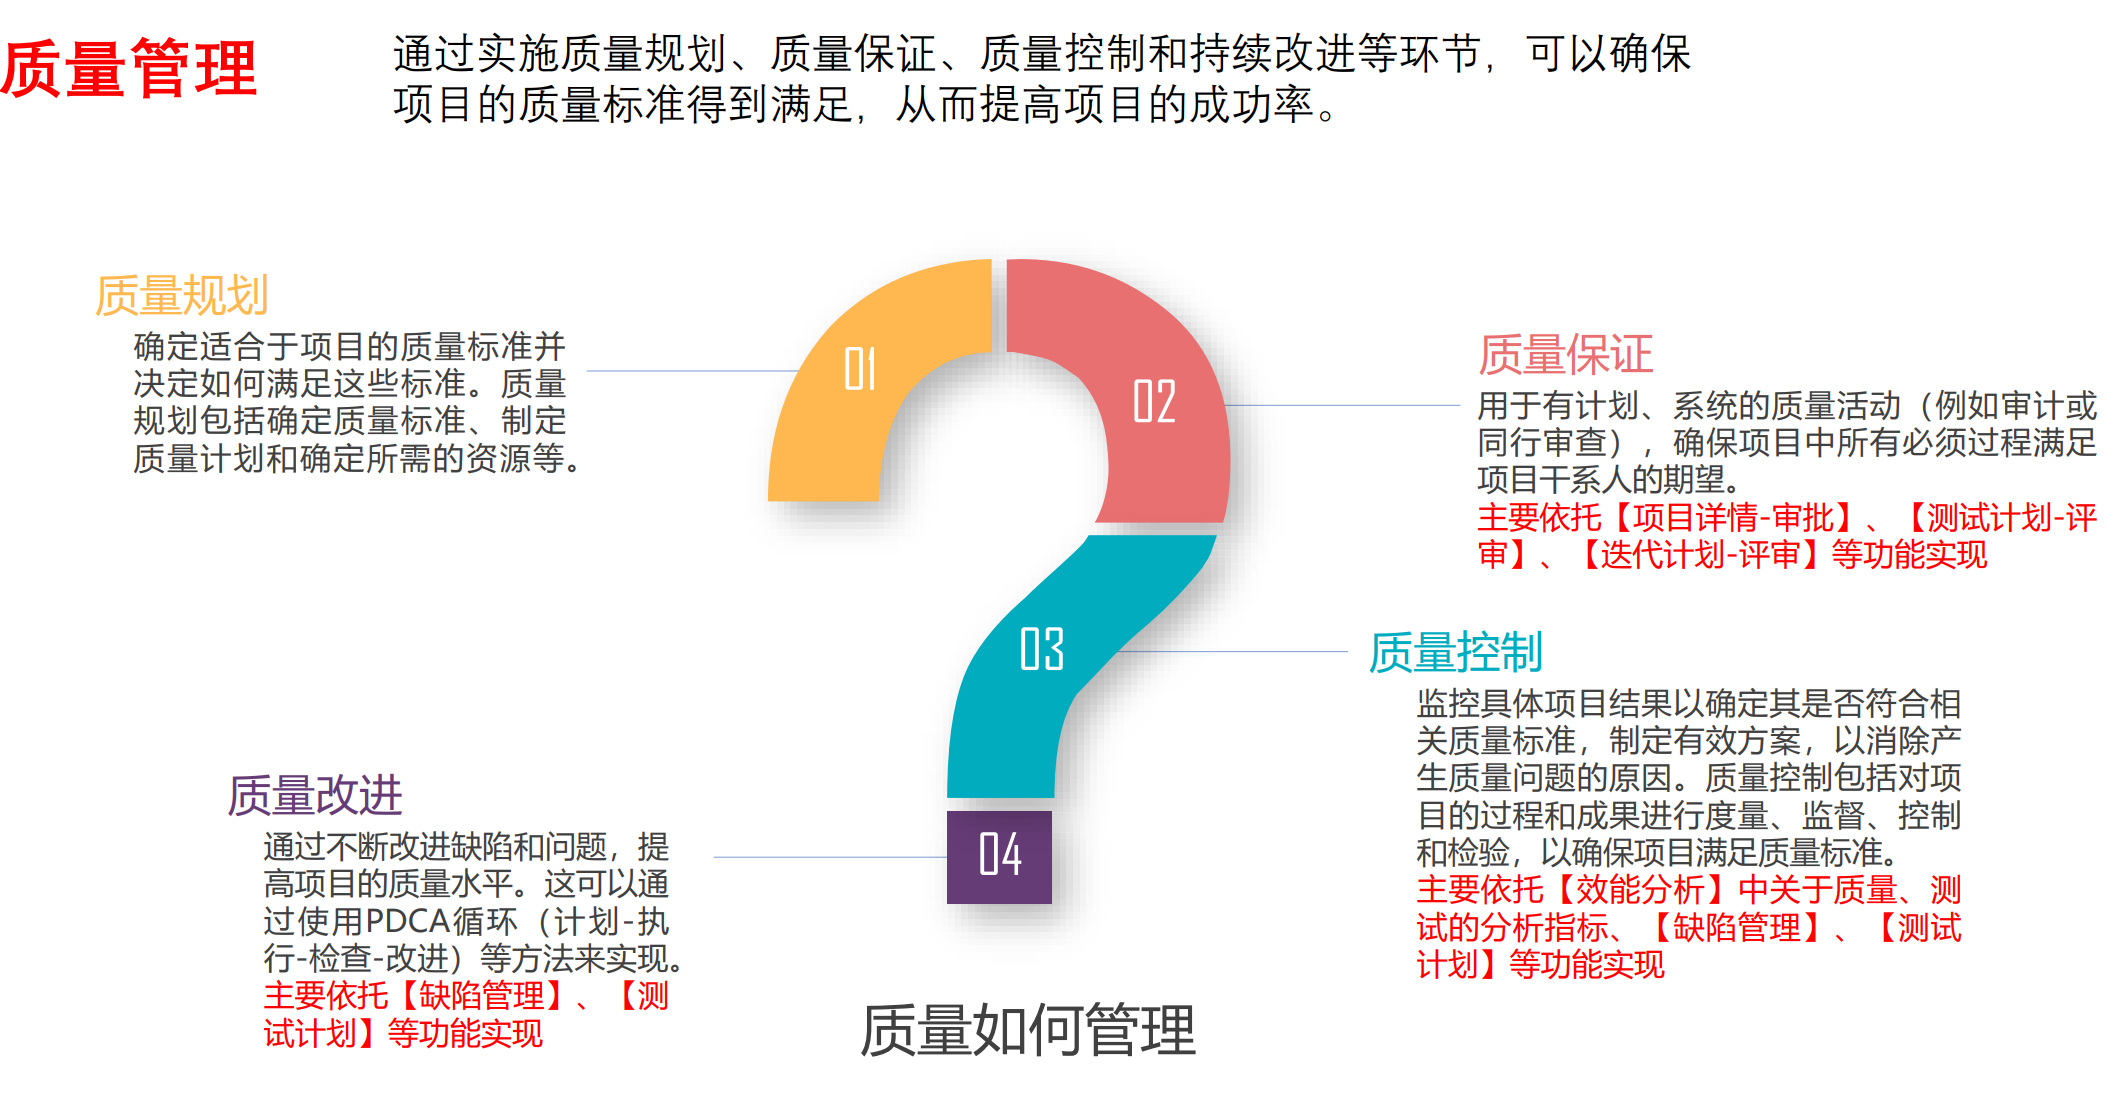 质量管理
通过实施质量规划、质量保证、质量控制和持续改进等环节，可以确保
项目的质量标准得到满足，从而提高项目的成功率。
质量规划
确定适合于项目的质量标准并
决定如何满足这些标准。质量
规划包括确定质量标准、制定
质量计划和确定所需的资源等。
01
02
质量保证
用于有计划、系统的质量活动（例如审计或
同行审查），确保项目中所有必须过程满足
项目干系人的期望。
主要依托【项目详情-审批】、【测试计划-评
审】、【迭代计划-评审】等功能实现
03
质量控制
监控具体项目结果以确定其是否符合相
关质量标准，制定有效方案，以消除产
生质量问题的原因。质量控制包括对项
目的过程和成果进行度量、监督、控制
和检验，以确保项目满足质量标准。
主要依托【效能分析】中关于质量、测
试的分析指标、【缺陷管理】、【测试
计划】等功能实现
质量改进
通过不断改进缺陷和问题，提
高项目的质量水平。这可以通
过使用PDCA循环（计划-执
行-检查-改进）等方法来实现。
主要依托【缺陷管理】、【测
试计划】等功能实现
04
质量如何管理